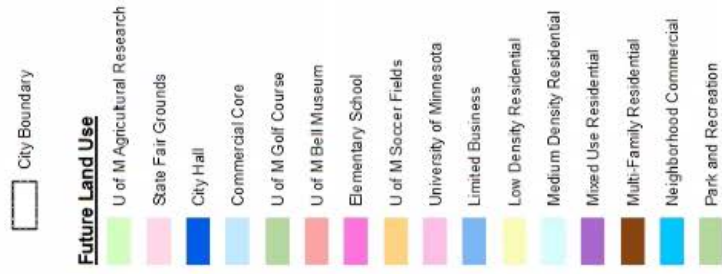 City Boundary
Future Land Use
U of M Agricultural Research
State Fair Grounds
City Hall
Commercial Core
U of M Golf Course
U of M Bell Museum
Elementary School
U of M Soccer Fields
University of Minnesota
Limited Business
Low Density Residential
Medium Density Residential
Mixed Use Residential
Multi-Family Residential
Neighborhood Commercial
Park and Recreation